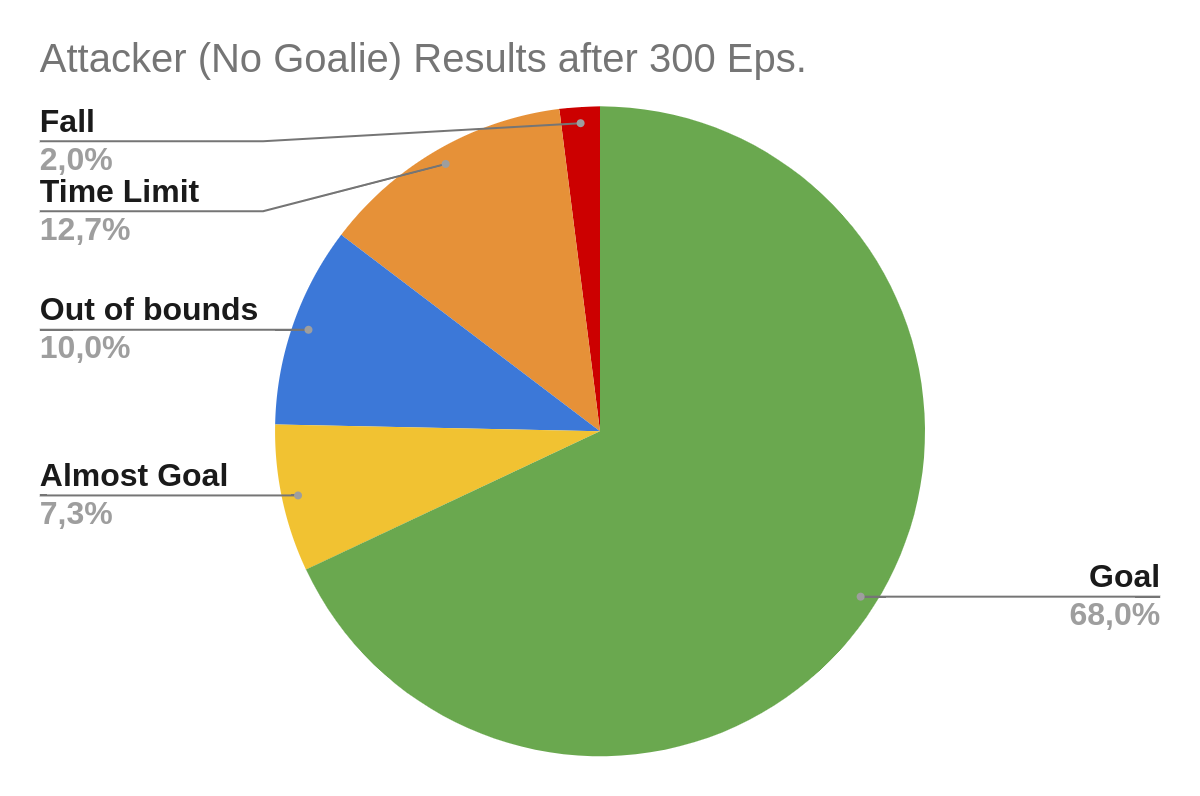 Attacker (No Goalie) Results after 300 Eps.
Fall
2,0%
Time Limit
12,7%
Out of bounds
10,0%
Almost Goal
7,3%
Goal
68,0%